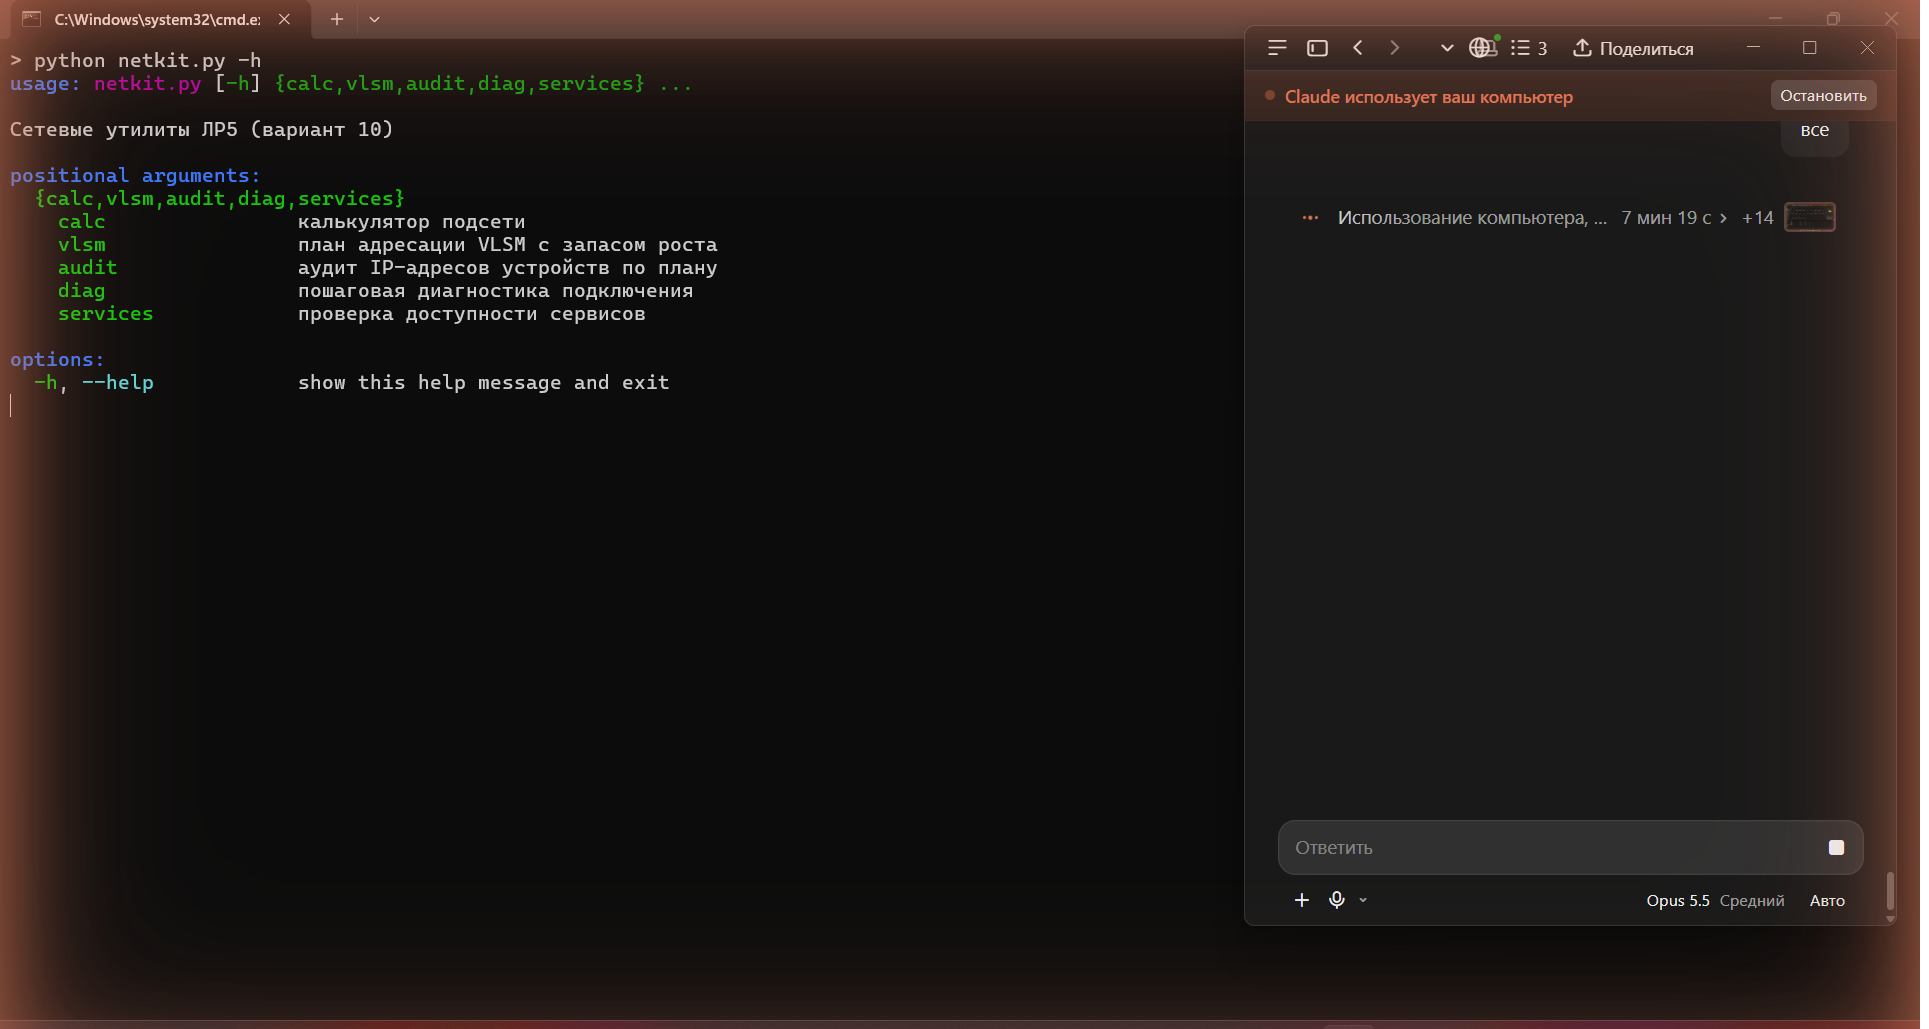 C:\Windows\system32\cmd.e
> python netkit.py -h
usage: netkit.py [-h] {calc,vlsm,audit,diag,services} ...
Сетевые утилиты ЛР5 (вариант 10)
positional arguments:
{calc,vlsm,audit,diag,services}
calc калькулятор подсети
vlsm план адресации VLSM с запасом роста
audit аудит IP-адресов устройств по плану
diag пошаговая диагностика подключения
services проверка доступности сервисов
options:
-h, --help show this help message and exit
3 Поделиться
Claude использует ваш компьютер Остановить
все
Использование компьютера, ... 7 мин 19 с > +14
Ответить
Opus 5.5 Средний Авто